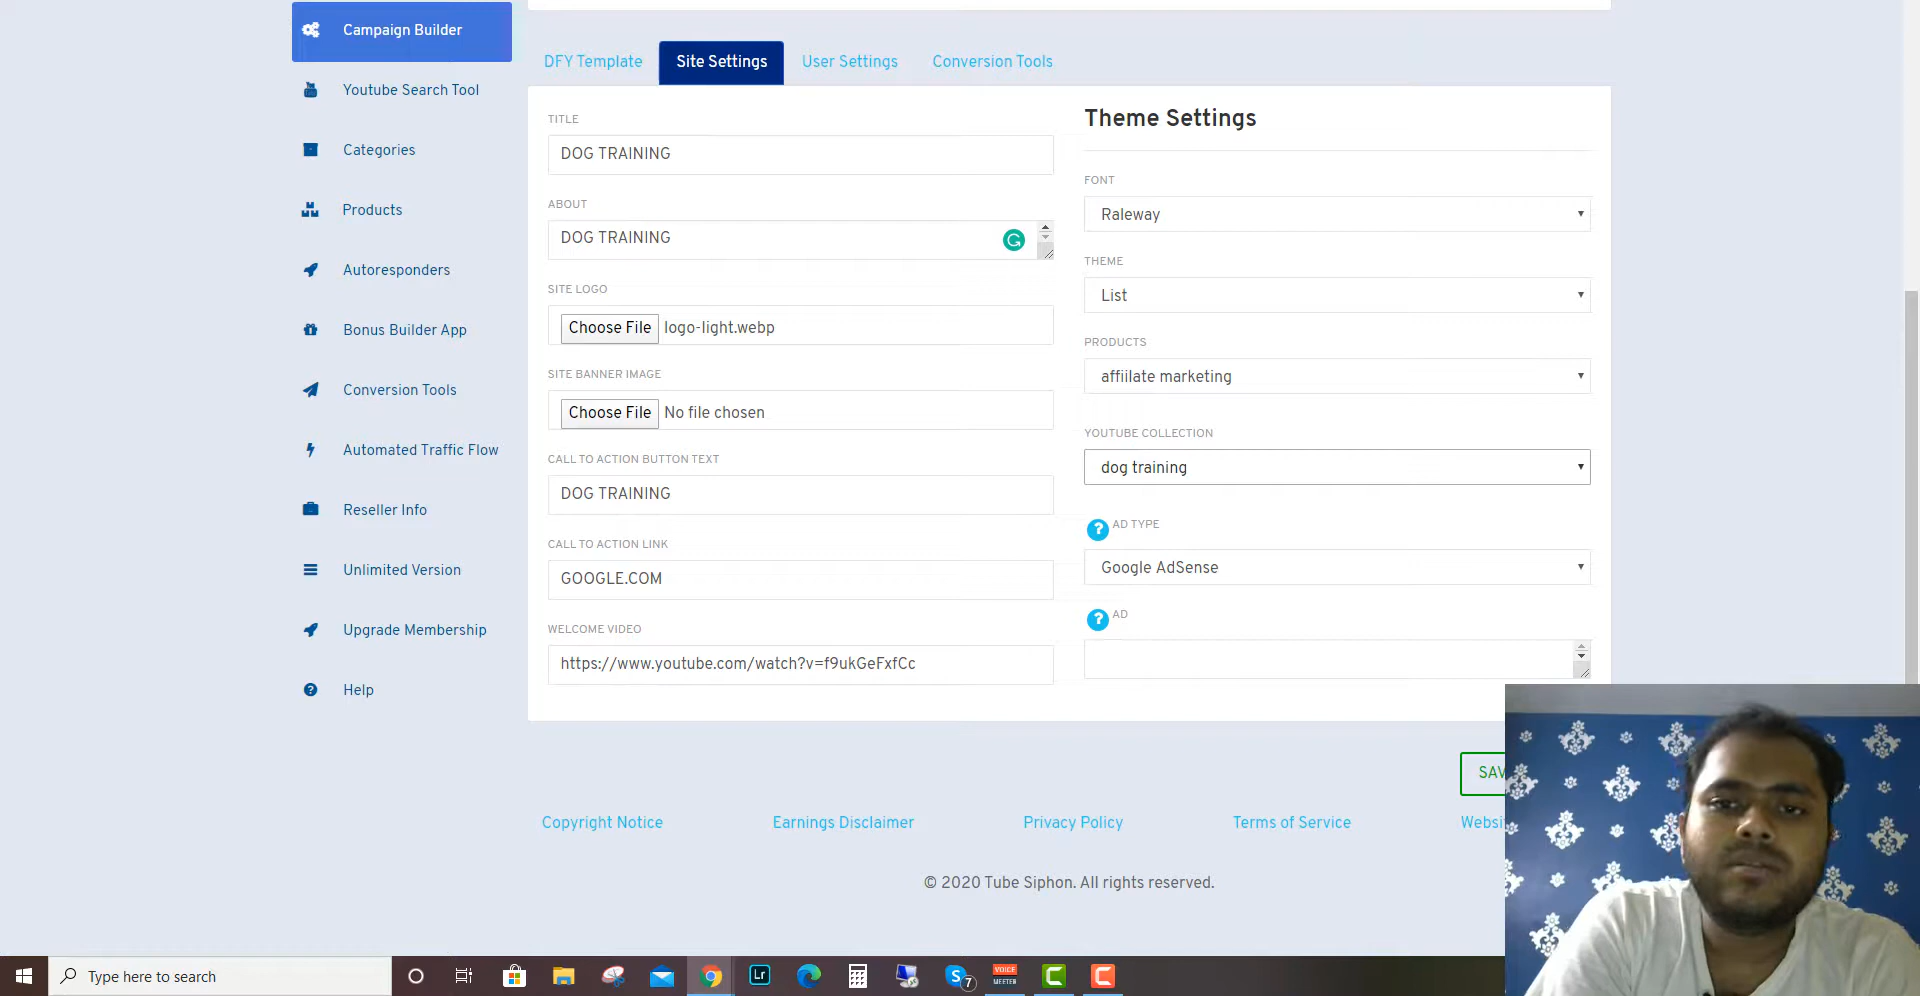 Campaign Builder
Youtube Search Tool
Categories
Products
Autoresponders
Bonus Builder App
Conversion Tools
Automated Traffic Flow
Reseller Info
Unlimited Version
Upgrade Membership
Help
DFY Template
Site Settings
User Settings
Conversion Tools
TITLE
DOG TRAINING
ABOUT
DOG TRAINING
SITE LOGO
Choose File logo-light.webp
SITE BANNER IMAGE
Choose File No file chosen
CALL TO ACTION BUTTON TEXT
DOG TRAINING
CALL TO ACTION LINK
GOOGLE.COM
WELCOME VIDEO
https://www.youtube.com/watch?v=f9ukGeFxfCc
Theme Settings
FONT
Raleway
THEME
List
PRODUCTS
affiilate marketing
YOUTUBE COLLECTION
dog training
? AD TYPE
Google AdSense
? AD
SAV
Copyright Notice
Earnings Disclaimer
Privacy Policy
Terms of Service
Websi
© 2020 Tube Siphon. All rights reserved.
Type here to search
Lr
S 7
VOICE
MEETER
C
C